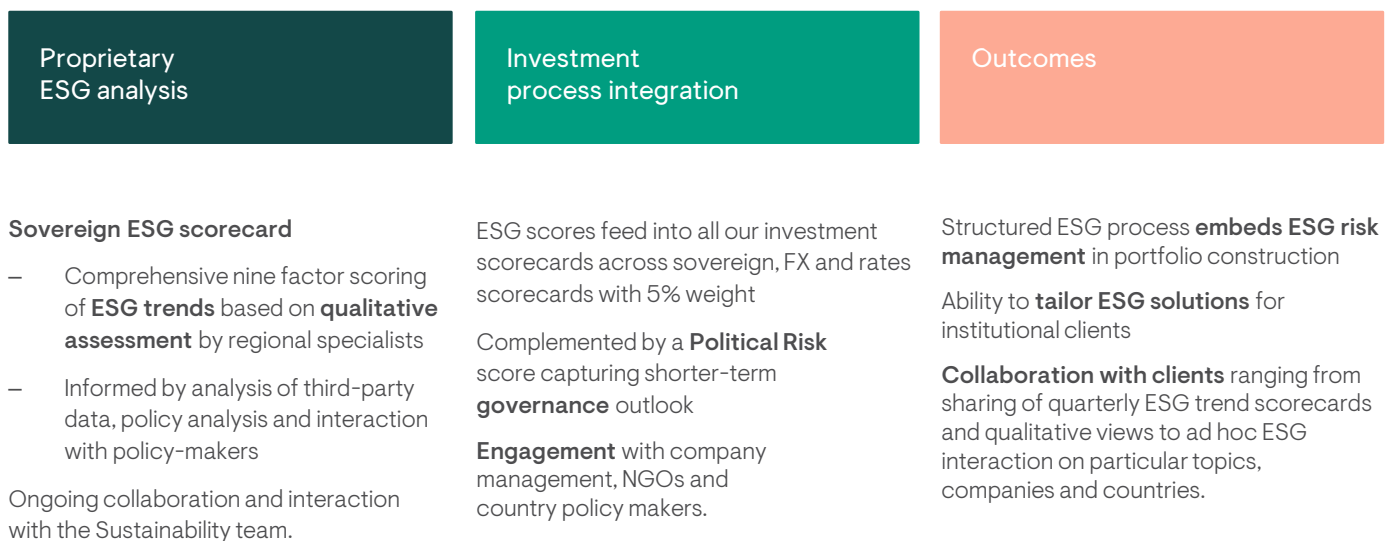 Proprietary
ESG analysis
Sovereign ESG scorecard
– Comprehensive nine factor scoring
of ESG trends based on qualitative
assessment by regional specialists
– Informed by analysis of third-party
data, policy analysis and interaction
with policy-makers
Ongoing collaboration and interaction
with the Sustainability team.
Investment
process integration
ESG scores feed into all our investment
scorecards across sovereign, FX and rates
scorecards with 5% weight
Complemented by a Political Risk
score capturing shorter-term
governance outlook
Engagement with company
management, NGOs and
country policy makers.
Outcomes
Structured ESG process embeds ESG risk
management in portfolio construction
Ability to tailor ESG solutions for
institutional clients
Collaboration with clients ranging from
sharing of quarterly ESG trend scorecards
and qualitative views to ad hoc ESG
interaction on particular topics,
companies and countries.